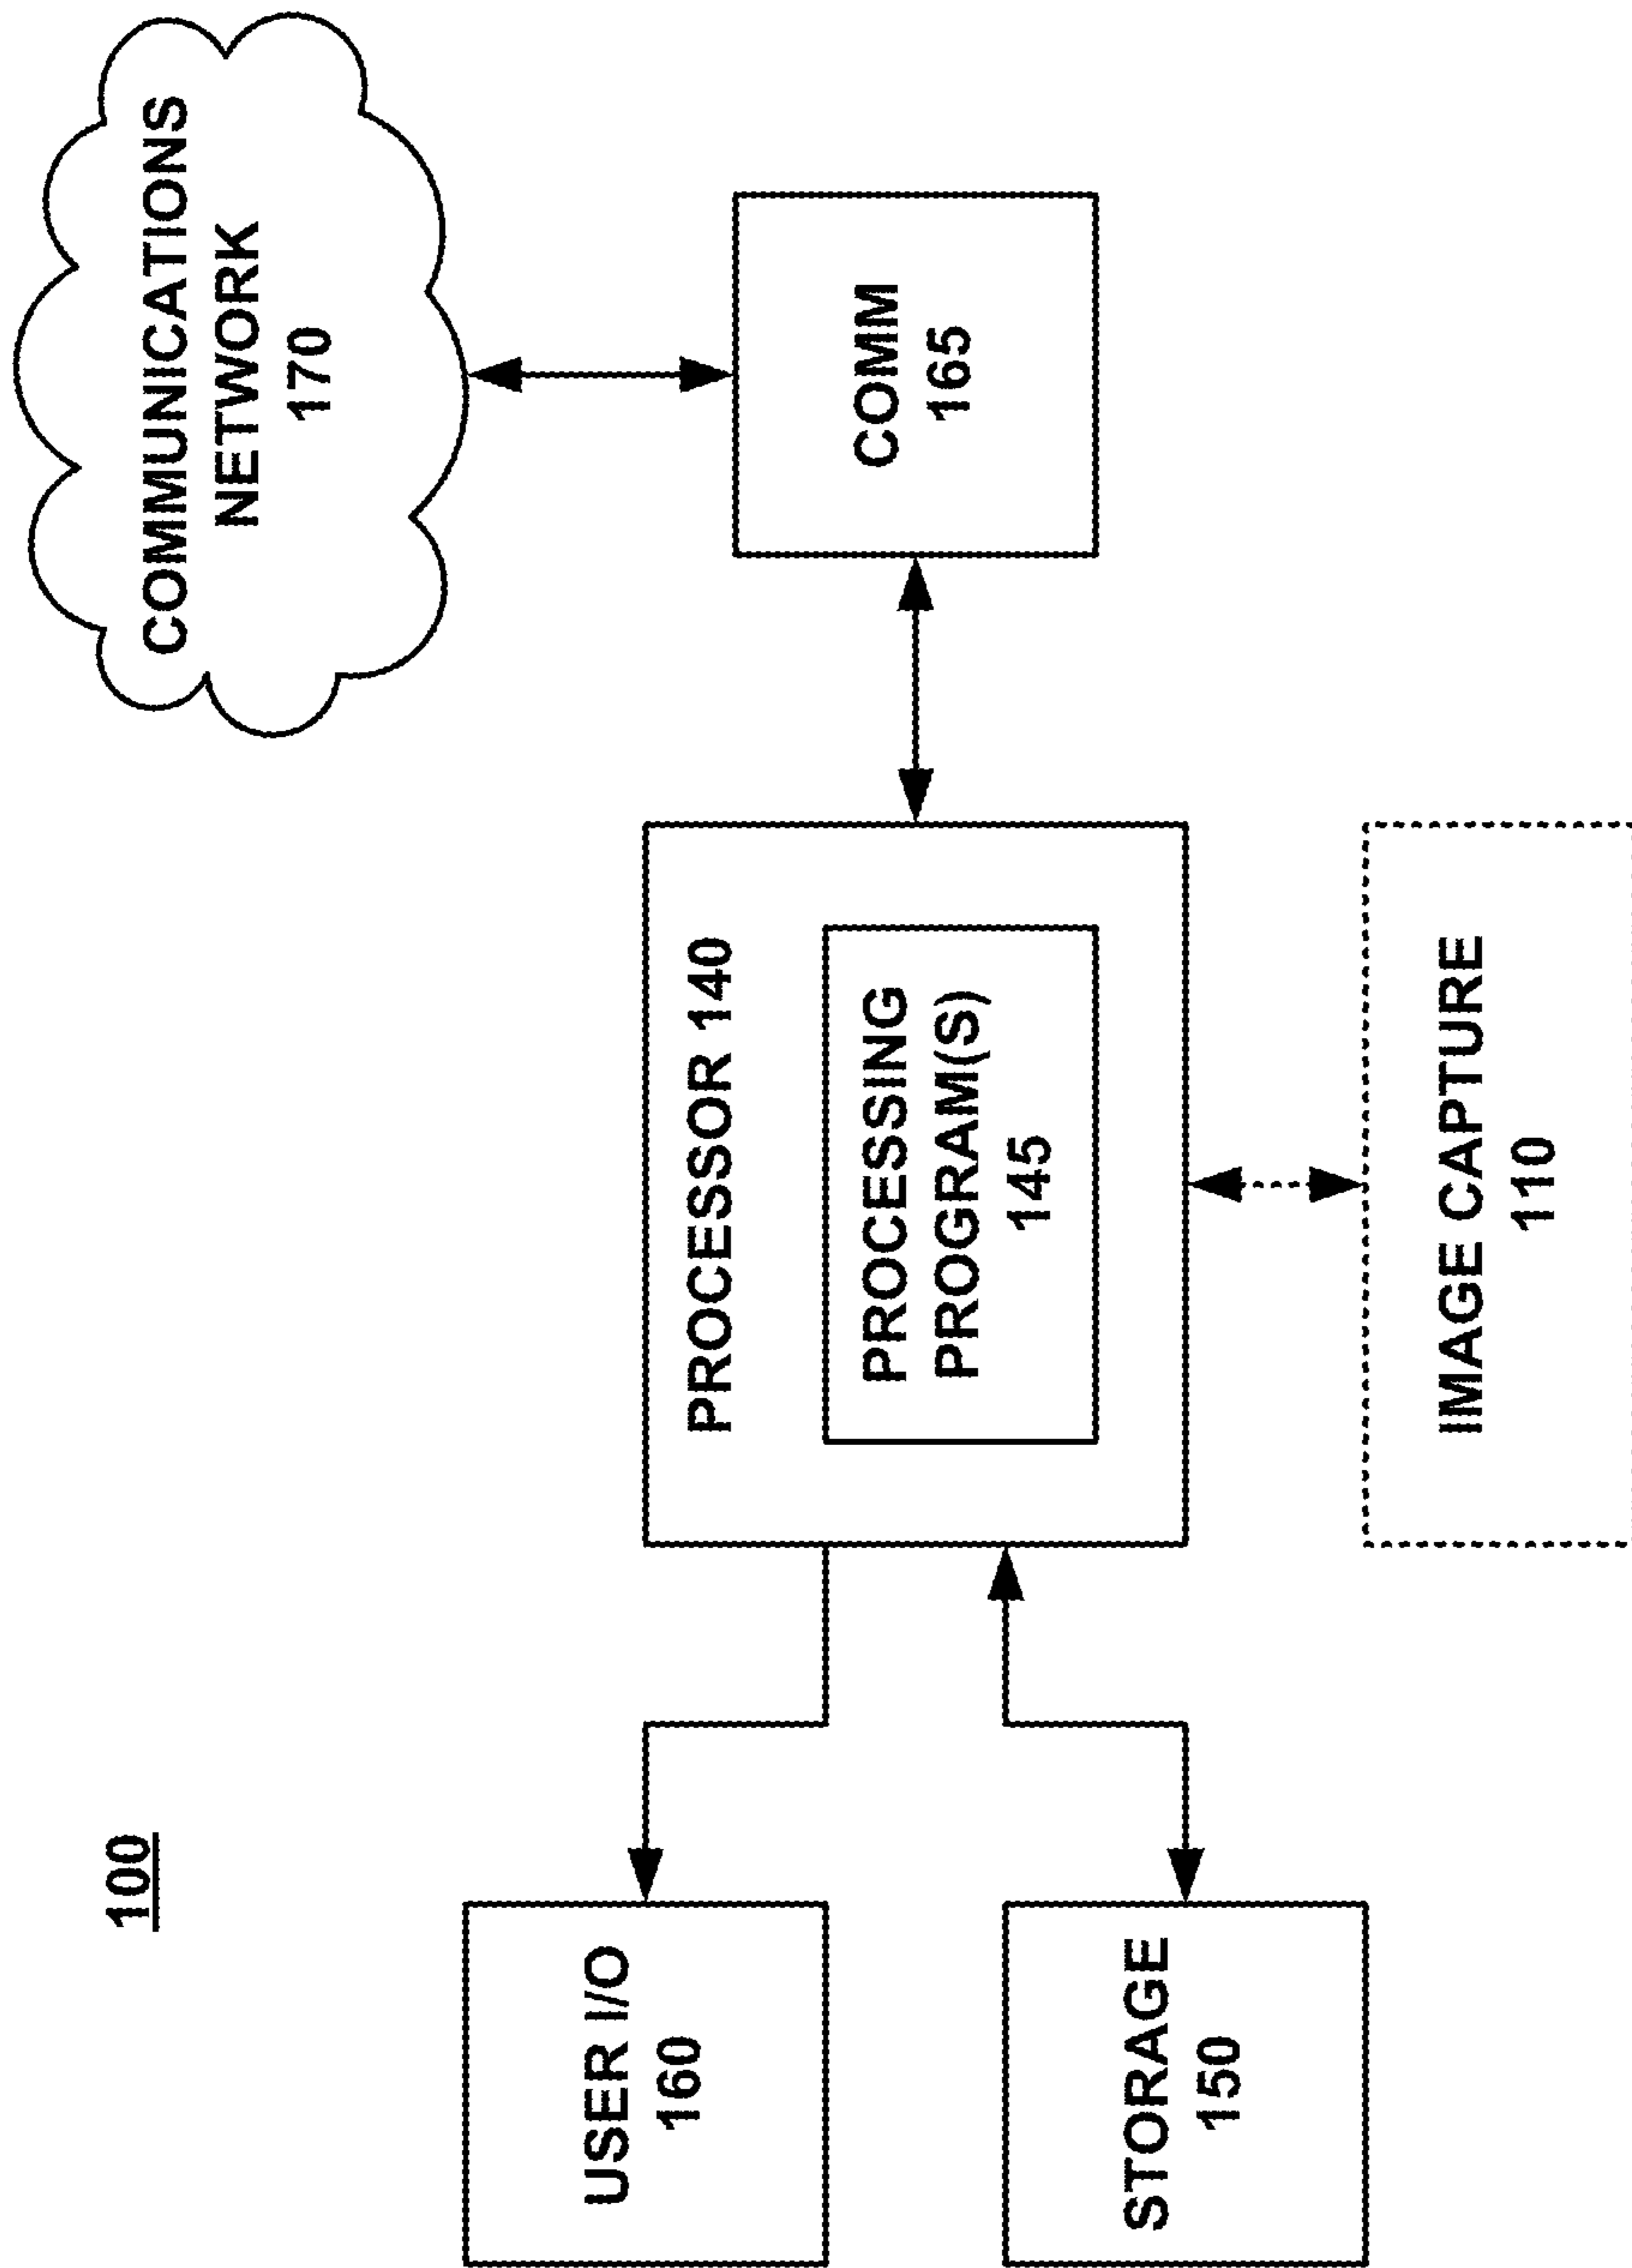 100
COMMUNICATIONS
NETWORK
170
USER I/O
160
PROCESSOR 140
PROCESSING
PROGRAM(S)
145
COMM
165
STORAGE
150
IMAGE CAPTURE
110